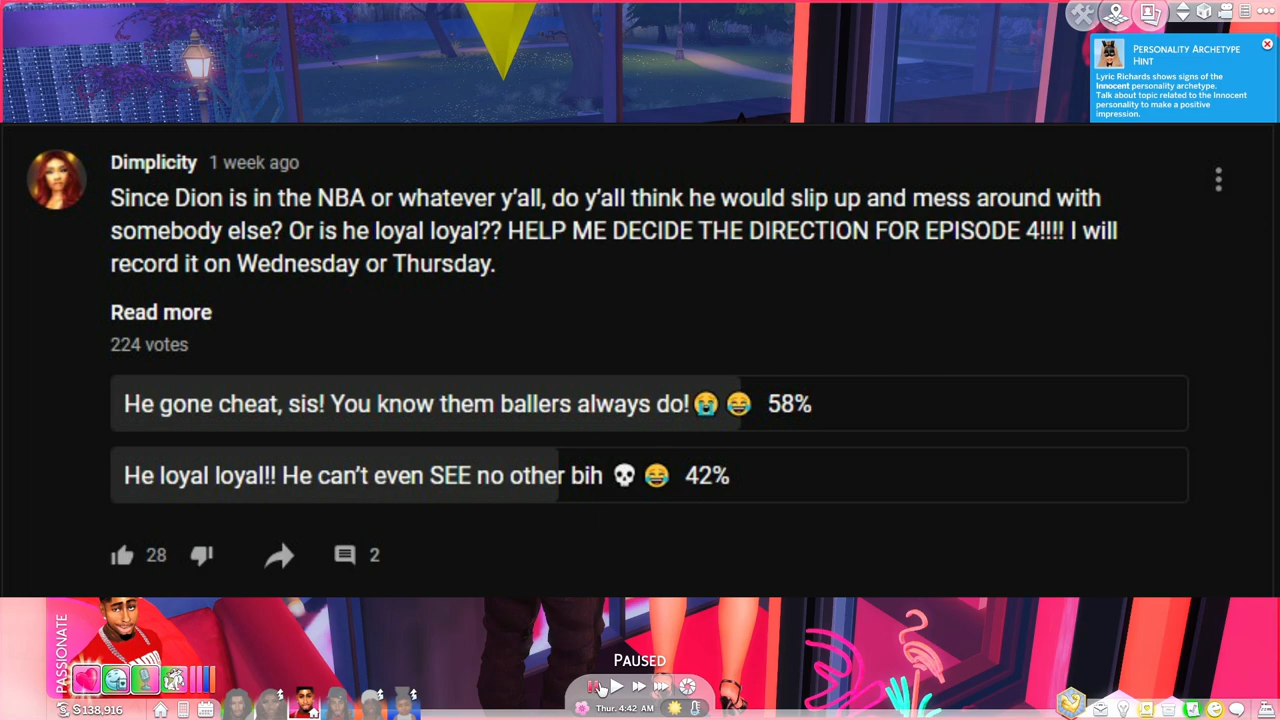 PERSONALITY ARCHETYPE
HINT
Lyric Richards shows signs of the
Innocent personality archetype.
Talk about topic related to the Innocent
personality to make a positive
impression.
Dimplicity 1 week ago
Since Dion is in the NBA or whatever y'all, do y'all think he would slip up and mess around with
somebody else? Or is he loyal loyal?? HELP ME DECIDE THE DIRECTION FOR EPISODE 4!!!! I will
record it on Wednesday or Thursday.
Read more
224 votes
He gone cheat, sis! You know them ballers always do!😭 😂 58%
He loyal loyal!! He can't even SEE no other bih 💀 😂 42%
28 2
PASSIONATE
PAUSED
§138,916
Thur. 4:42 AM